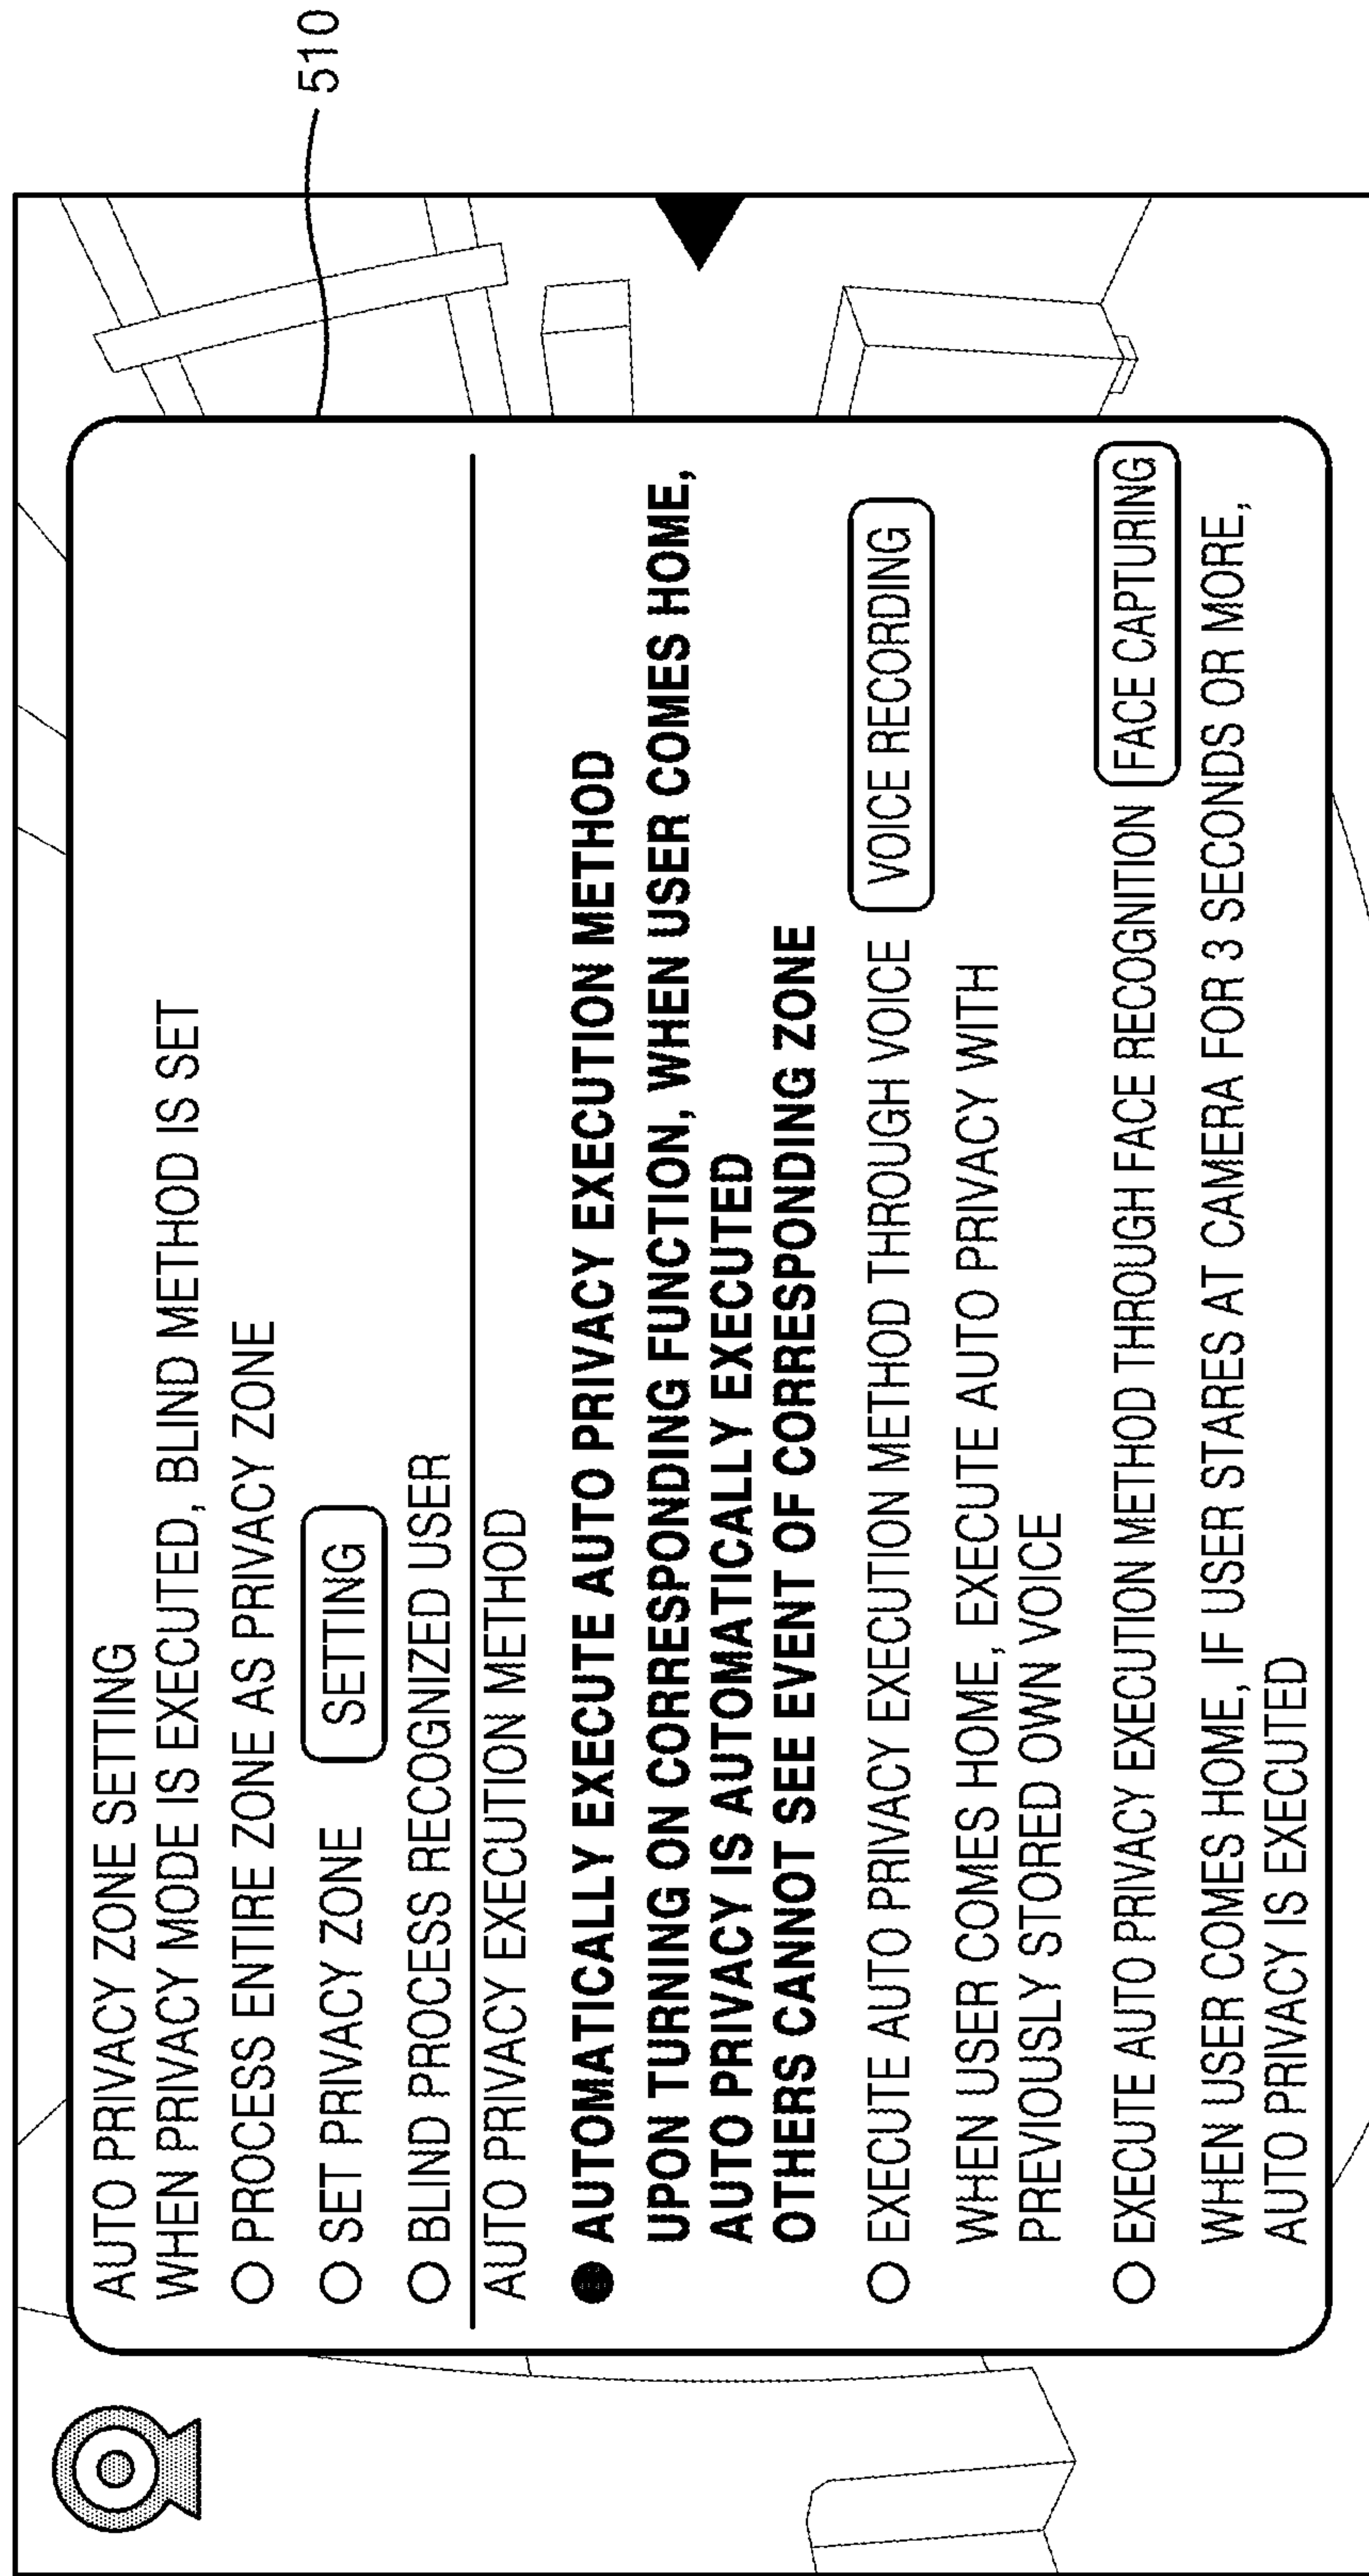 510
AUTO PRIVACY ZONE SETTING
WHEN PRIVACY MODE IS EXECUTED, BLIND METHOD IS SET
PROCESS ENTIRE ZONE AS PRIVACY ZONE
SET PRIVACY ZONE SETTING
BLIND PROCESS RECOGNIZED USER
AUTO PRIVACY EXECUTION METHOD
AUTOMATICALLY EXECUTE AUTO PRIVACY EXECUTION METHOD
UPON TURNING ON CORRESPONDING FUNCTION, WHEN USER COMES HOME,
AUTO PRIVACY IS AUTOMATICALLY EXECUTED
OTHERS CANNOT SEE EVENT OF CORRESPONDING ZONE
EXECUTE AUTO PRIVACY EXECUTION METHOD THROUGH VOICE VOICE RECORDING
WHEN USER COMES HOME, EXECUTE AUTO PRIVACY WITH
PREVIOUSLY STORED OWN VOICE
EXECUTE AUTO PRIVACY EXECUTION METHOD THROUGH FACE RECOGNITION FACE CAPTURING
WHEN USER COMES HOME, IF USER STARES AT CAMERA FOR 3 SECONDS OR MORE,
AUTO PRIVACY IS EXECUTED